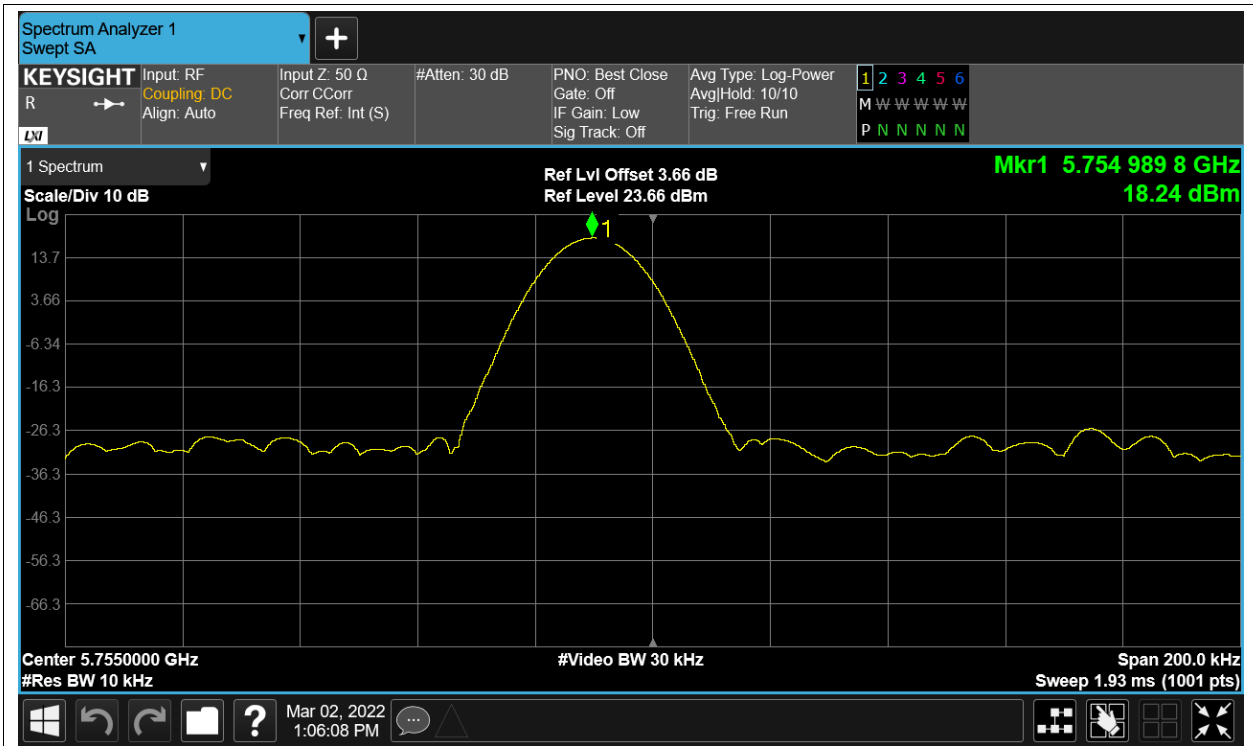 Spectrum Analyzer 1
Swept SA
KEYSIGHT
R
LXI
Input: RF
Coupling: DC
Align: Auto
Input Z: 50 Ω
Corr CCorr
Freq Ref: Int (S)
#Atten: 30 dB
PNO: Best Close
Gate: Off
IF Gain: Low
Sig Track: Off
Avg Type: Log-Power
Avg|Hold: 10/10
Trig: Free Run
1 2 3 4 5 6
M W W W W W
P N N N N N
1 Spectrum
Scale/Div 10 dB
Ref Lvl Offset 3.66 dB
Ref Level 23.66 dBm
Mkr1 5.754 989 8 GHz
18.24 dBm
Log
1
13.7
3.66
-6.34
-16.3
-26.3
-36.3
-46.3
-56.3
-66.3
Center 5.7550000 GHz
#Res BW 10 kHz
#Video BW 30 kHz
Span 200.0 kHz
Sweep 1.93 ms (1001 pts)
?
Mar 02, 2022
1:06:08 PM